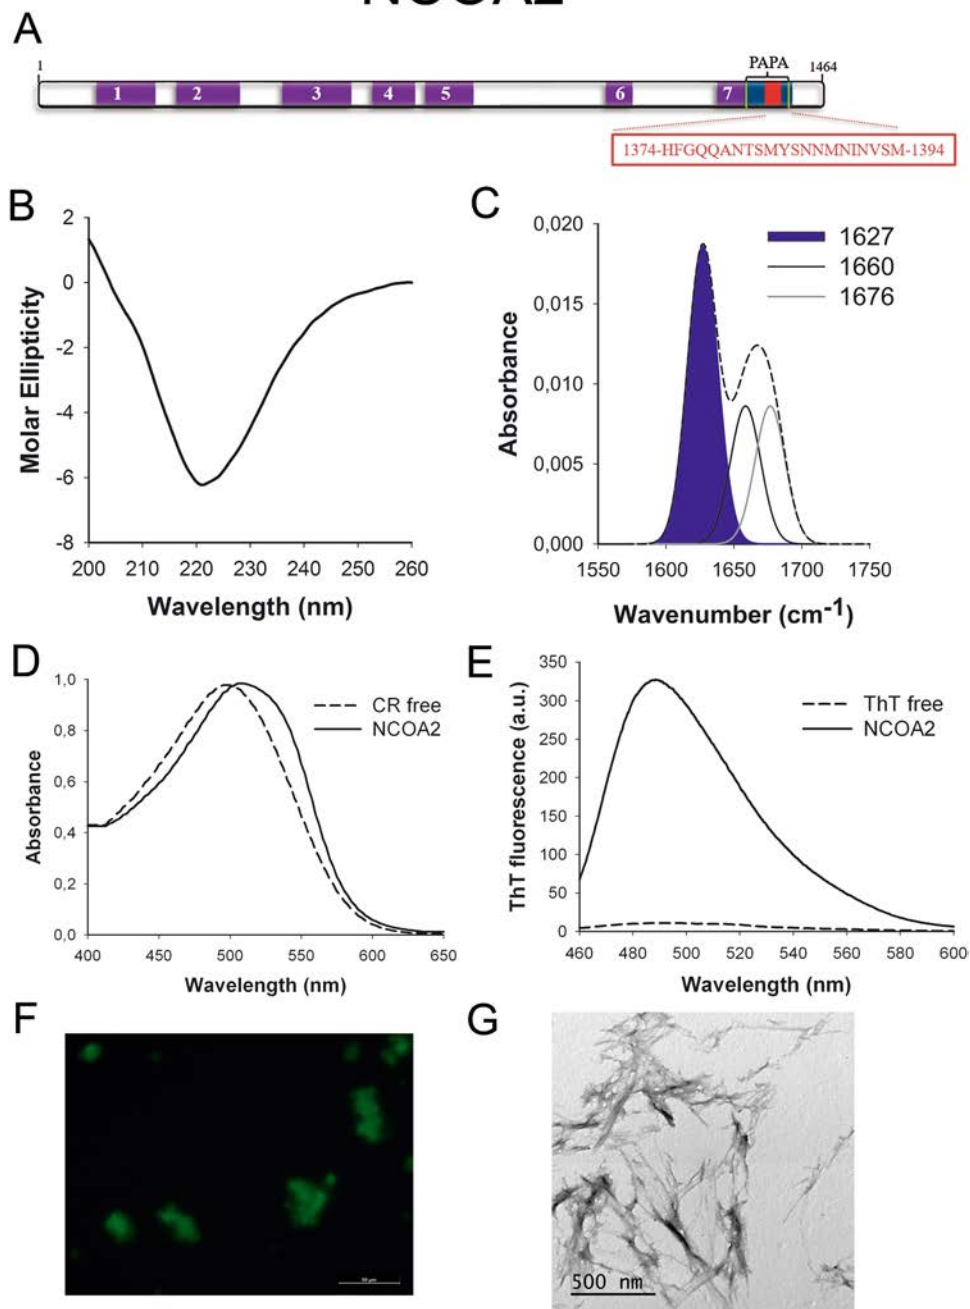 NCOA2
A
1
PAPA
1464
1 2 3 4 5 6 7
1374-HFGQQANTSMYSNNMNINVSM-1394
B
2
0
-2
-4
-6
-8
Molar Ellipticity
200 210 220 230 240 250 260
Wavelength (nm)
C
0,020
0,015
0,010
0,005
0,000
Absorbance
1627
1660
1676
1550 1600 1650 1700 1750
Wavenumber (cm-1)
D
1,0
0,8
0,6
0,4
0,2
0,0
Absorbance
CR free
NCOA2
400 450 500 550 600 650
Wavelength (nm)
E
350
300
250
200
150
100
50
0
ThT fluorescence (a.u.)
ThT free
NCOA2
460 480 500 520 540 560 580 600
Wavelength (nm)
F
G
500 nm